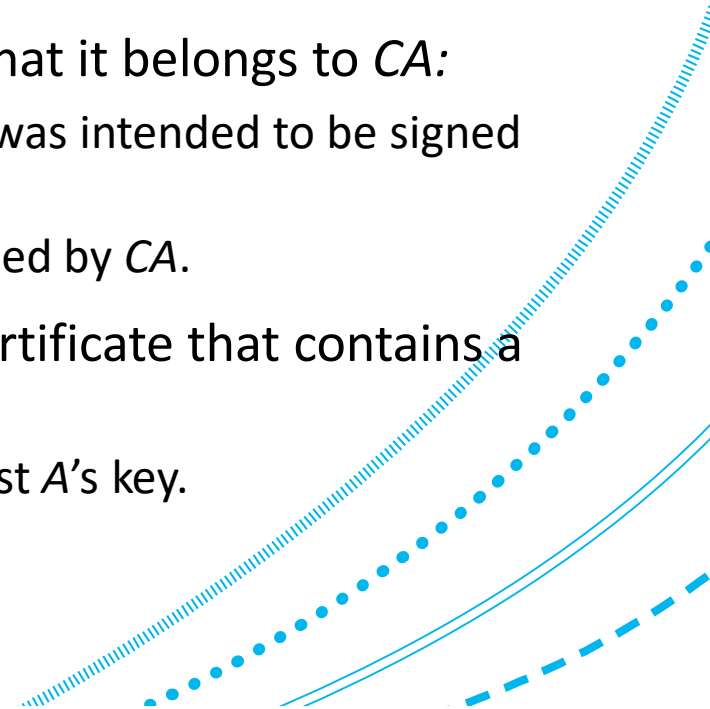 hat it belongs to CA:
was intended to be signed
ed by CA.
rtificate that contains a
st A’s key.